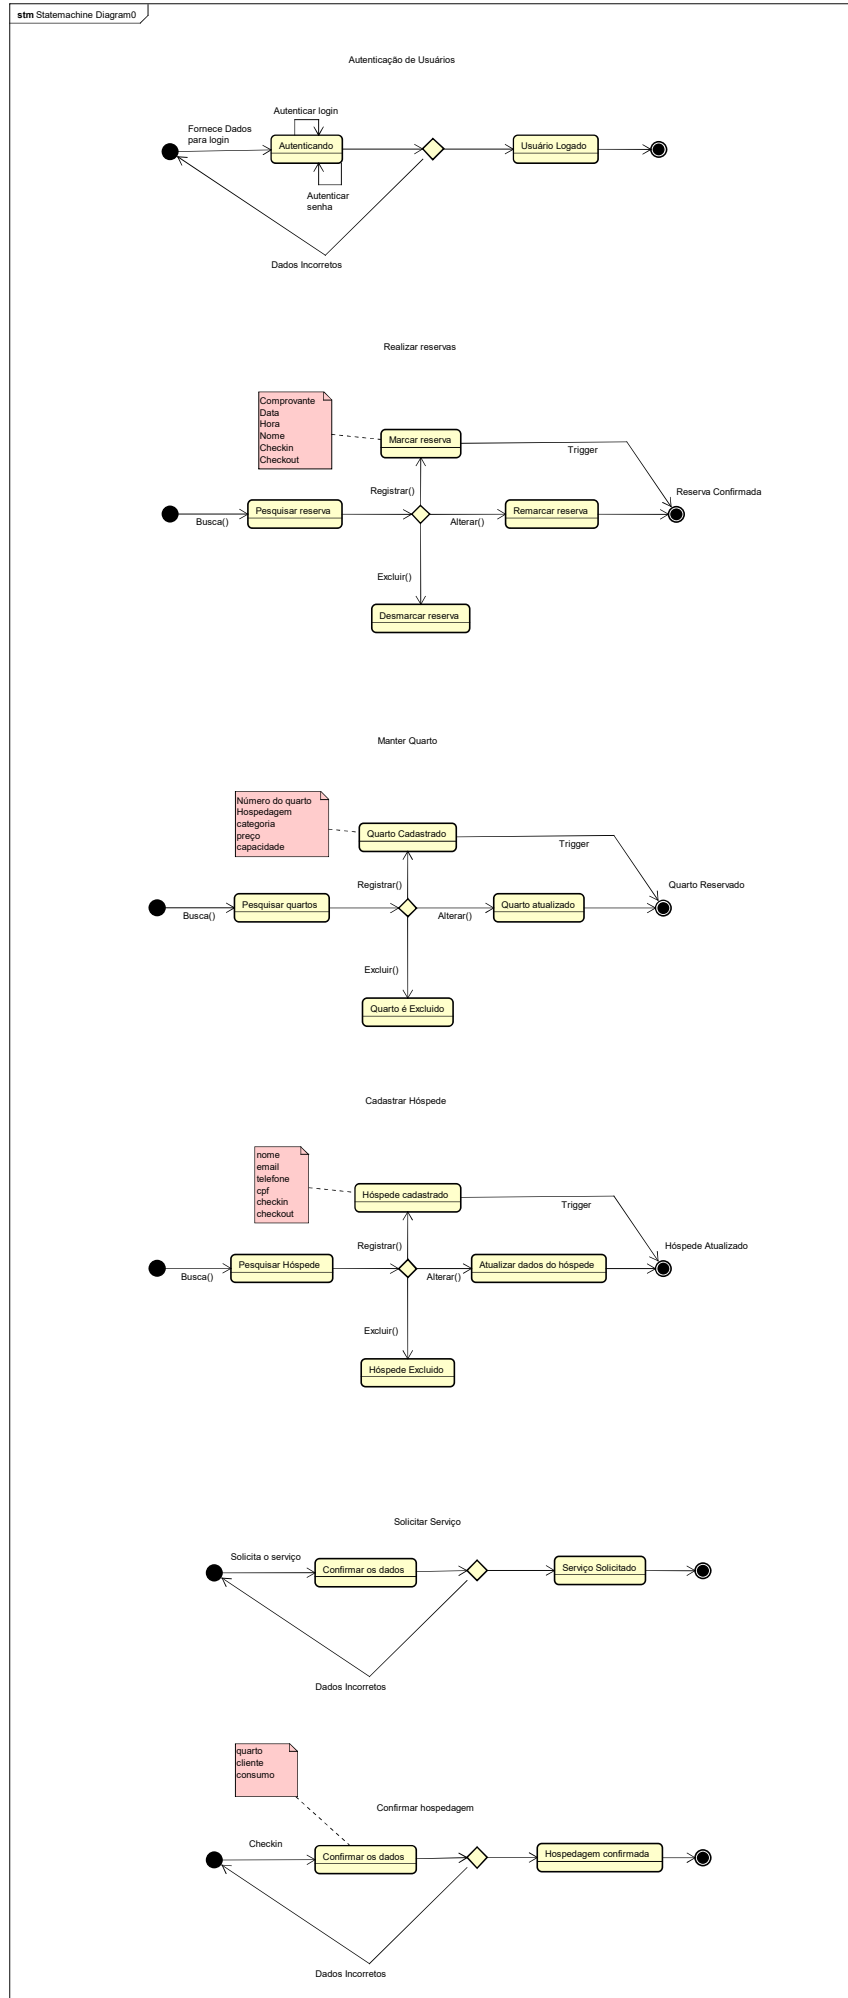 stm Statemachine Diagram0
Autenticação de Usuários
Autenticar login
Fornece Dados
para login
Autenticando
Usuário Logado
Autenticar
senha
Dados Incorretos
Realizar reservas
Comprovante
Data
Hora
Nome
Checkin
Checkout
Marcar reserva
Trigger
Registrar()
Reserva Confirmada
Pesquisar reserva
Remarcar reserva
Busca()
Alterar()
Excluir()
Desmarcar reserva
Manter Quarto
Número do quarto
Hospedagem
categoria
preço
capacidade
Quarto Cadastrado
Trigger
Registrar()
Quarto Reservado
Pesquisar quartos
Quarto atualizado
Busca()
Alterar()
Excluir()
Quarto é Excluido
Cadastrar Hóspede
nome
email
telefone
cpf
checkin
checkout
Hóspede cadastrado
Trigger
Registrar()
Hóspede Atualizado
Pesquisar Hóspede
Atualizar dados do hóspede
Busca()
Alterar()
Excluir()
Hóspede Excluido
Solicitar Serviço
Solicita o serviço
Confirmar os dados
Serviço Solicitado
Dados Incorretos
quarto
cliente
consumo
Confirmar hospedagem
Checkin
Confirmar os dados
Hospedagem confirmada
Dados Incorretos